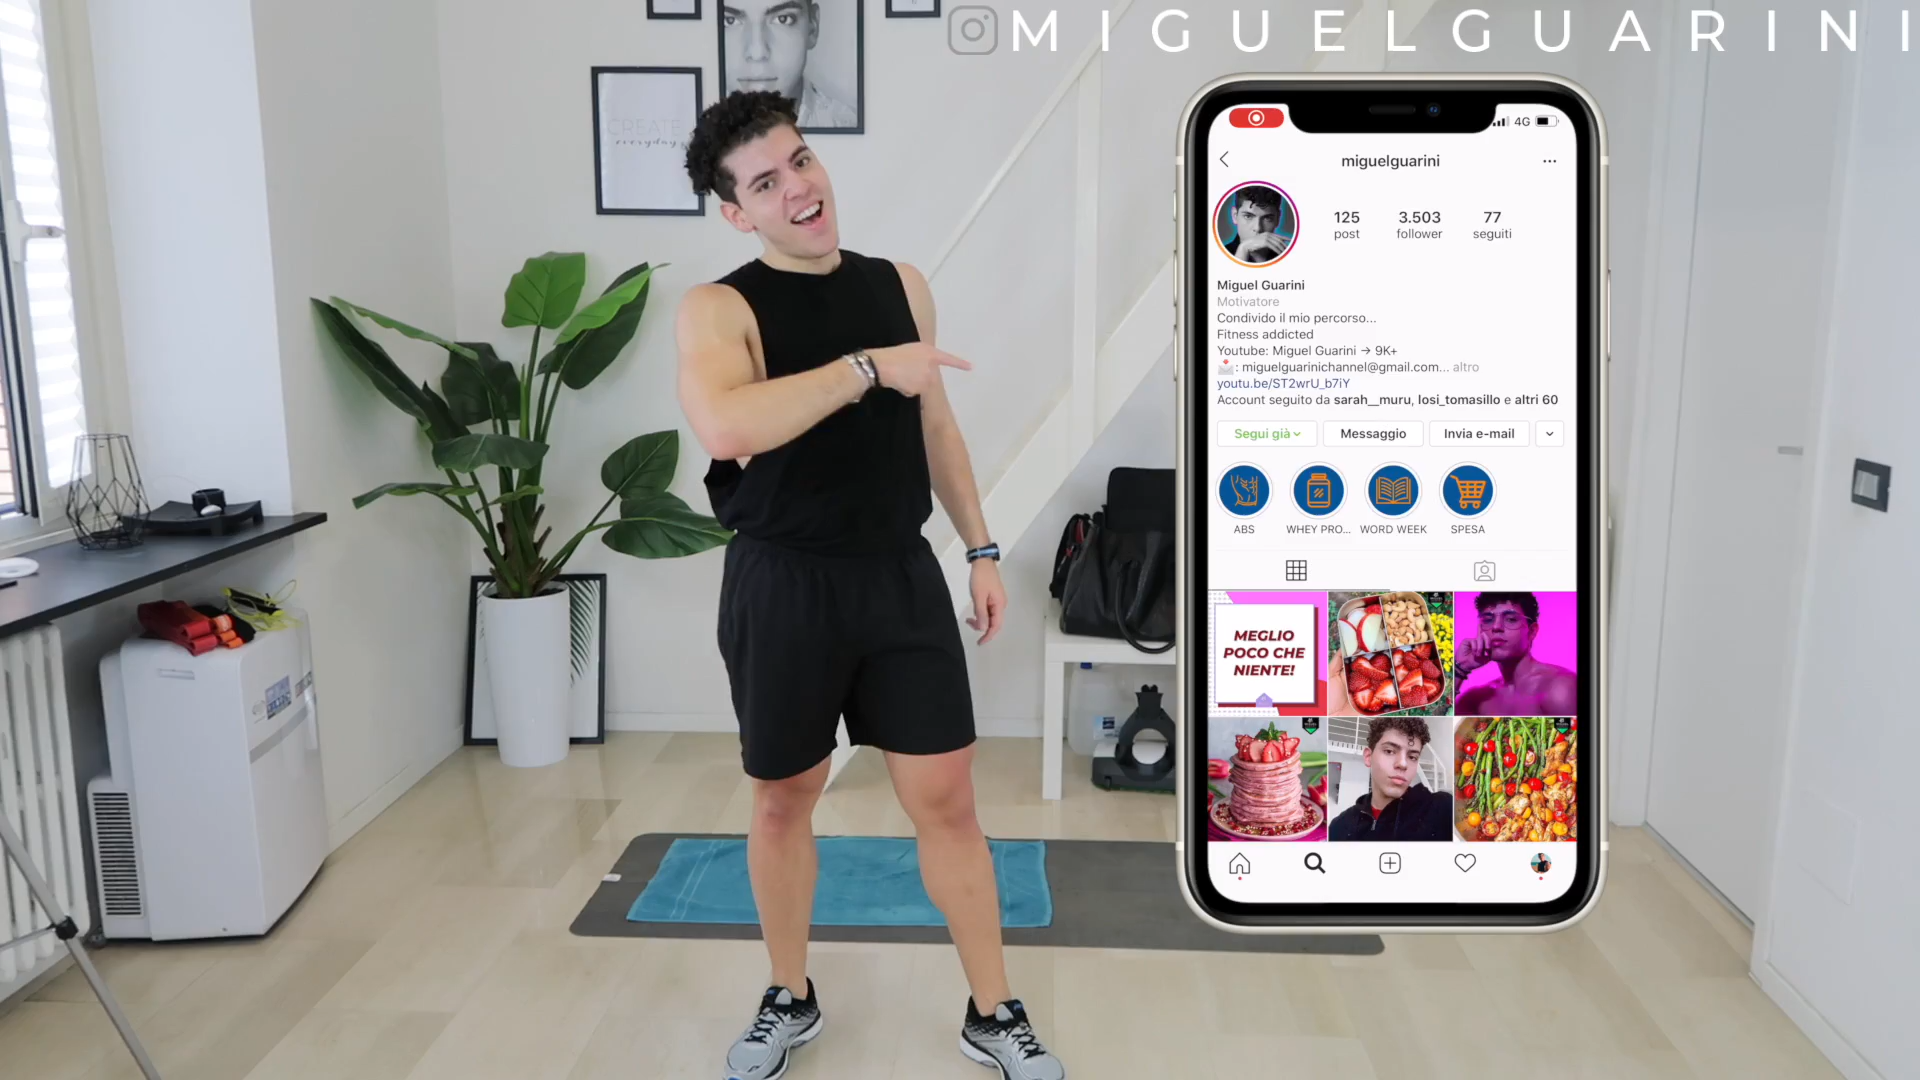 MIGUELGUARINI
CREATE
everyday
4G
miguelguarini
125
3.503
77
post
follower
seguiti
Miguel Guarini
Motivatore
Condivido il mio percorso...
Fitness addicted
Youtube: Miguel Guarini → 9K+
: miguelguarinichannel@gmail.com... altro
youtu.be/ST2wrU_b7iY
Account seguito da sarah__muru, losi_tomasillo e altri 60
Segui già
Messaggio
Invia e-mail
ABS
WHEY PRO...
WORD WEEK
SPESA
MEGLIO
POCO CHE
NIENTE!